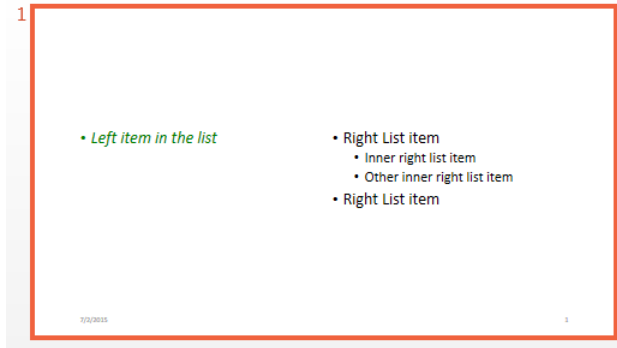 1
• Left item in the list
• Right List item
• Inner right list item
• Other inner right list item
• Right List item
7/2/2015
1